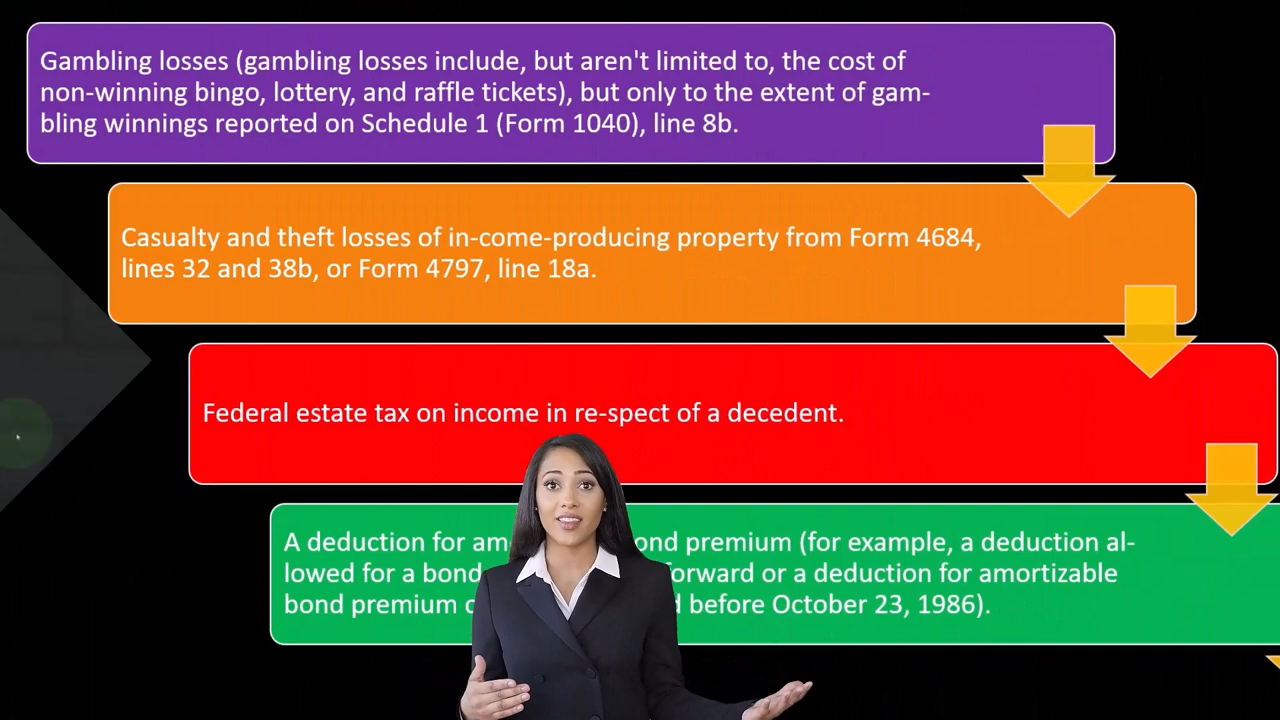 Gambling losses (gambling losses include, but aren't limited to, the cost of
non-winning bingo, lottery, and raffle tickets), but only to the extent of gam-
bling winnings reported on Schedule 1 (Form 1040), line 8b.
Casualty and theft losses of in-come-producing property from Form 4684,
lines 32 and 38b, or Form 4797, line 18a.
Federal estate tax on income in re-spect of a decedent.
A deduction for ond premium (for example, a deduction al-
lowed for a bond forward or a deduction for amortizable
bond premium before October 23, 1986).